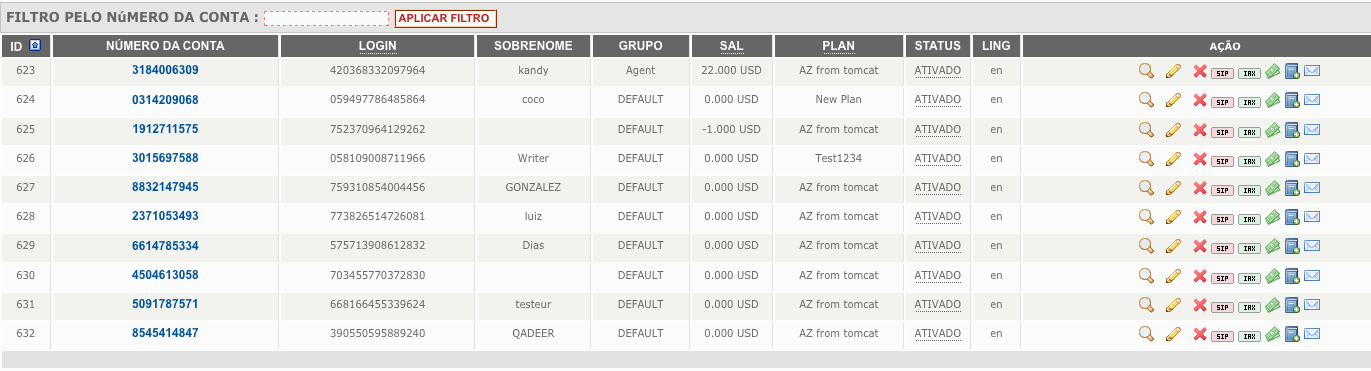 FILTRO PELO NúMERO DA CONTA : APLICAR FILTRO
ID NÚMERO DA CONTA LOGIN SOBRENOME GRUPO SAL PLAN STATUS LING AÇÃO
623 3184006309 420368332097964 kandy Agent 22.000 USD AZ from tomcat ATIVADO en SIP IAX
624 0314209068 059497786485864 coco DEFAULT 0.000 USD New Plan ATIVADO en SIP IAX
625 1912711575 752370964129262 DEFAULT -1.000 USD AZ from tomcat ATIVADO en SIP IAX
626 3015697588 058109008711966 Writer DEFAULT 0.000 USD Test1234 ATIVADO en SIP IAX
627 8832147945 759310854004456 GONZALEZ DEFAULT 0.000 USD AZ from tomcat ATIVADO en SIP IAX
628 2371053493 773826514726081 luiz DEFAULT 0.000 USD AZ from tomcat ATIVADO en SIP IAX
629 6614785334 575713908612832 Dias DEFAULT 0.000 USD AZ from tomcat ATIVADO en SIP IAX
630 4504613058 703455770372830 DEFAULT 0.000 USD AZ from tomcat ATIVADO en SIP IAX
631 5091787571 668166455339624 testeur DEFAULT 0.000 USD AZ from tomcat ATIVADO en SIP IAX
632 8545414847 390550595889240 QADEER DEFAULT 0.000 USD AZ from tomcat ATIVADO en SIP IAX